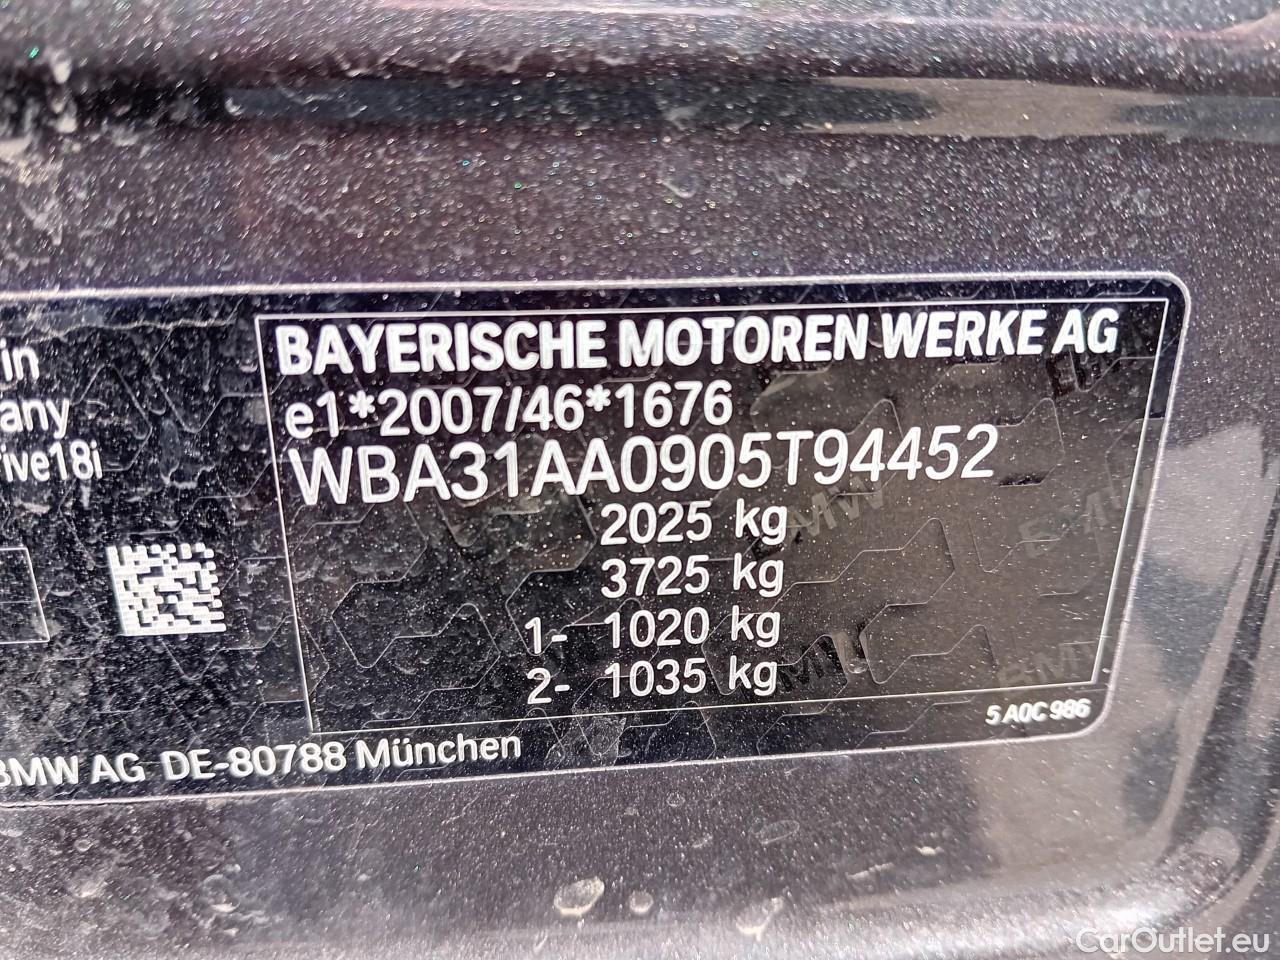 in
any
ive18i
BAYERISCHE MOTOREN WERKE AG
e1*2007/46*1676
WBA31AA0905T94452
2025 kg
3725 kg
1- 1020 kg
2- 1035 kg
5 A0C 986
BMW AG DE-80788 München
CarOutlet.eu